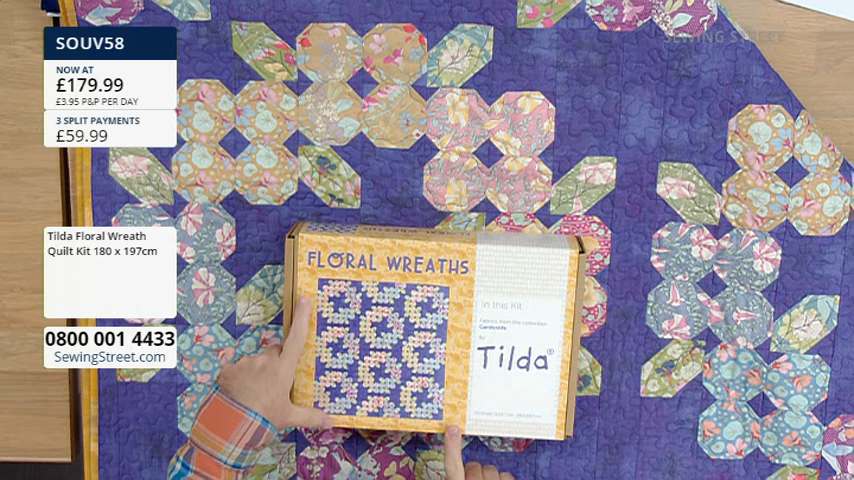 SEWING STREET
SOUV58
NOW AT
£179.99
£3.95 P&P PER DAY
3 SPLIT PAYMENTS
£59.99
Tilda Floral Wreath
Quilt Kit 180 x 197cm
0800 001 4433
SewingStreet.com
FLORAL WREATHS
In this Kit
Fabrics from the collection
Gardenlife
By
Tilda®